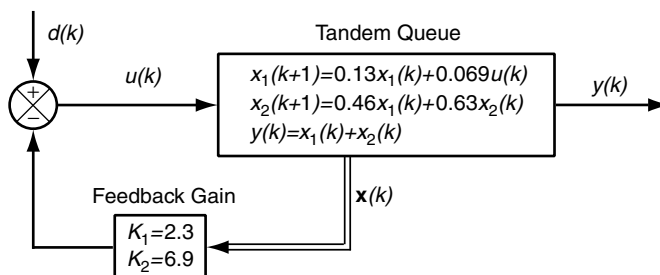 d(k)
Tandem Queue
+
−
u(k)
x₁(k+1)=0.13x₁(k)+0.069u(k)
x₂(k+1)=0.46x₁(k)+0.63x₂(k)
y(k)=x₁(k)+x₂(k)
y(k)
x(k)
Feedback Gain
K₁=2.3
K₂=6.9